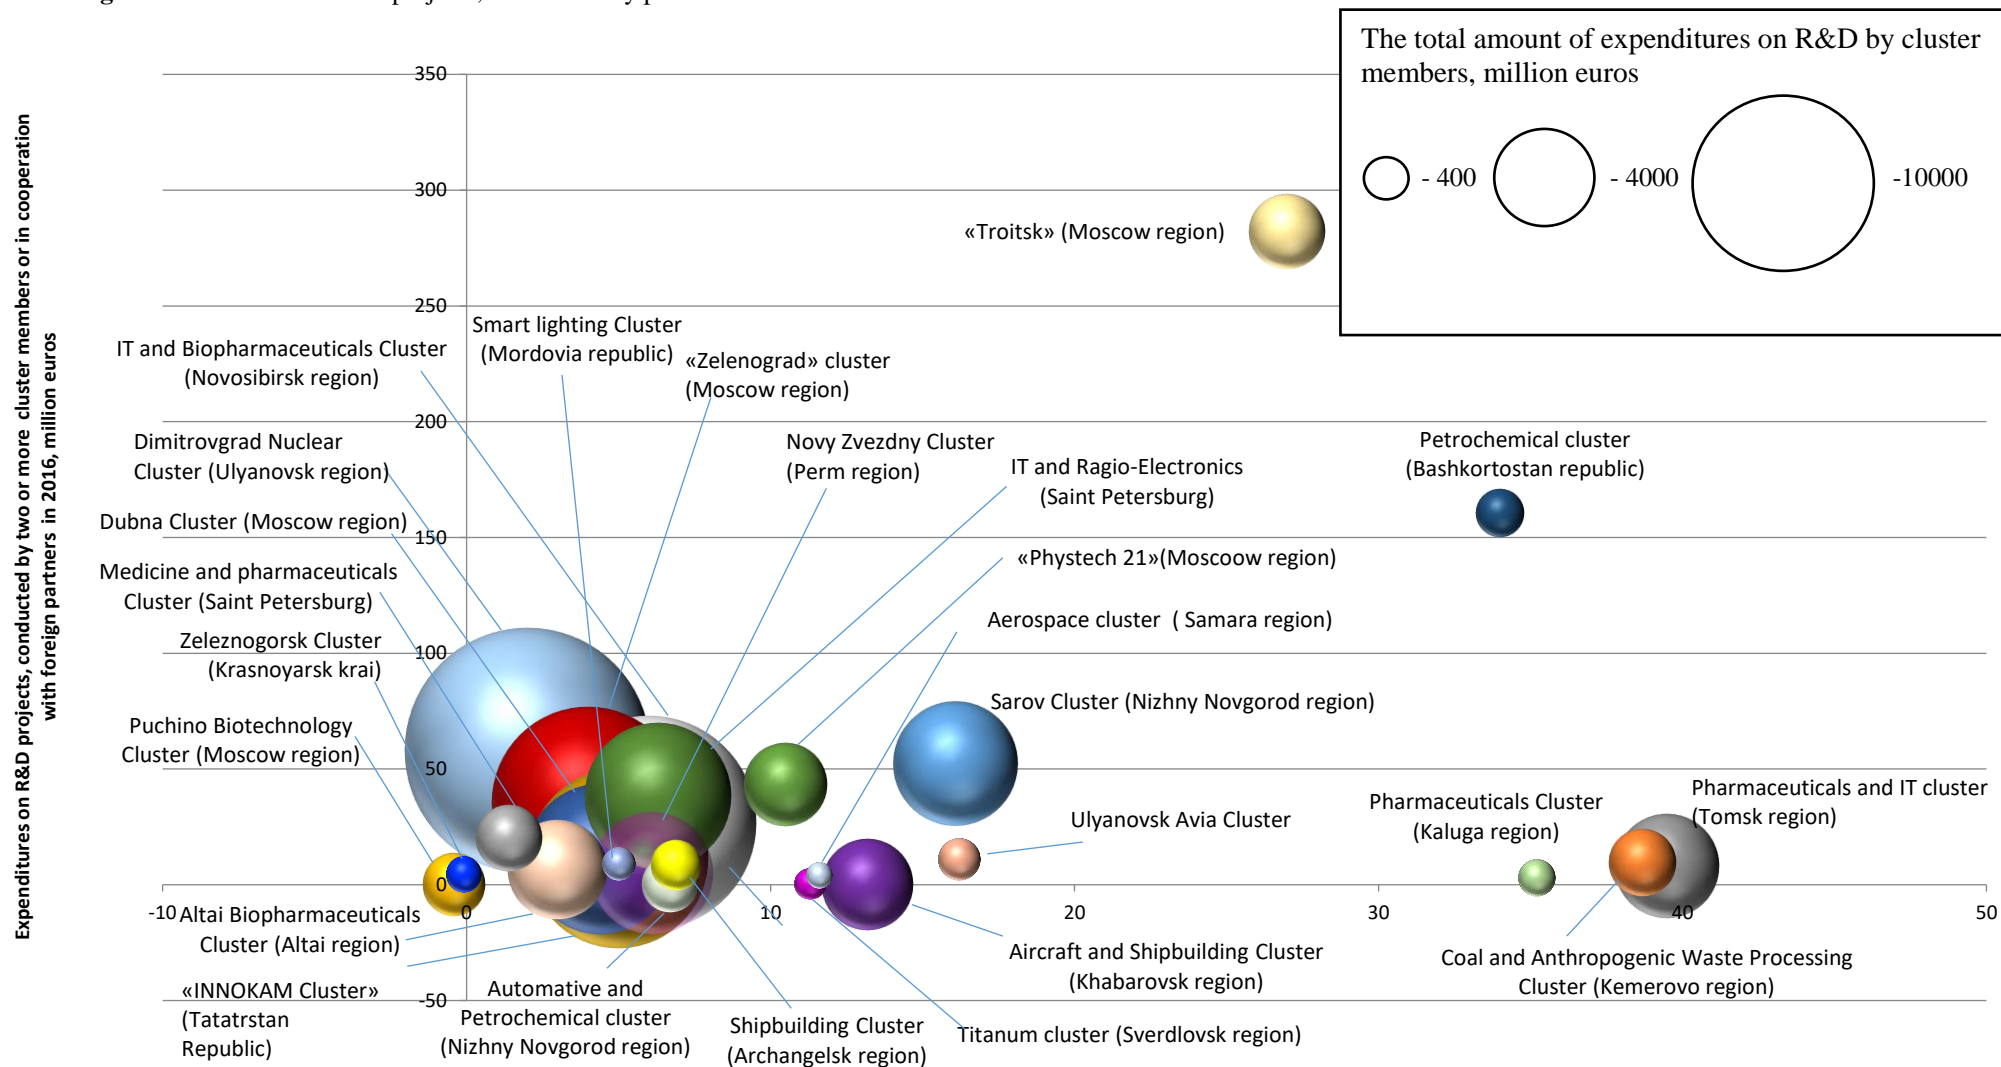 The total amount of expenditures on R&D by cluster
members, million euros
- 400
- 4000
-10000
Expenditures on R&D projects, conducted by two or more cluster members or in cooperation
with foreign partners in 2016, million euros
350
300
250
200
150
100
50
0
-50
-10
0
10
20
30
40
50
«Troitsk» (Moscow region)
Smart lighting Cluster
(Mordovia republic)
IT and Biopharmaceuticals Cluster
(Novosibirsk region)
«Zelenograd» cluster
(Moscow region)
Dimitrovgrad Nuclear
Cluster (Ulyanovsk region)
Novy Zvezdny Cluster
(Perm region)
IT and Ragio-Electronics
(Saint Petersburg)
Petrochemical cluster
(Bashkortostan republic)
Dubna Cluster (Moscow region)
«Phystech 21»(Moscoow region)
Medicine and pharmaceuticals
Cluster (Saint Petersburg)
Aerospace cluster ( Samara region)
Zeleznogorsk Cluster
(Krasnoyarsk krai)
Sarov Cluster (Nizhny Novgorod region)
Puchino Biotechnology
Cluster (Moscow region)
Pharmaceuticals and IT cluster
(Tomsk region)
Pharmaceuticals Cluster
(Kaluga region)
Ulyanovsk Avia Cluster
Altai Biopharmaceuticals
Cluster (Altai region)
Aircraft and Shipbuilding Cluster
(Khabarovsk region)
Coal and Anthropogenic Waste Processing
Cluster (Kemerovo region)
«INNOKAM Cluster»
(Tatatrstan
Republic)
Automative and
Petrochemical cluster
(Nizhny Novgorod region)
Shipbuilding Cluster
(Archangelsk region)
Titanum cluster (Sverdlovsk region)